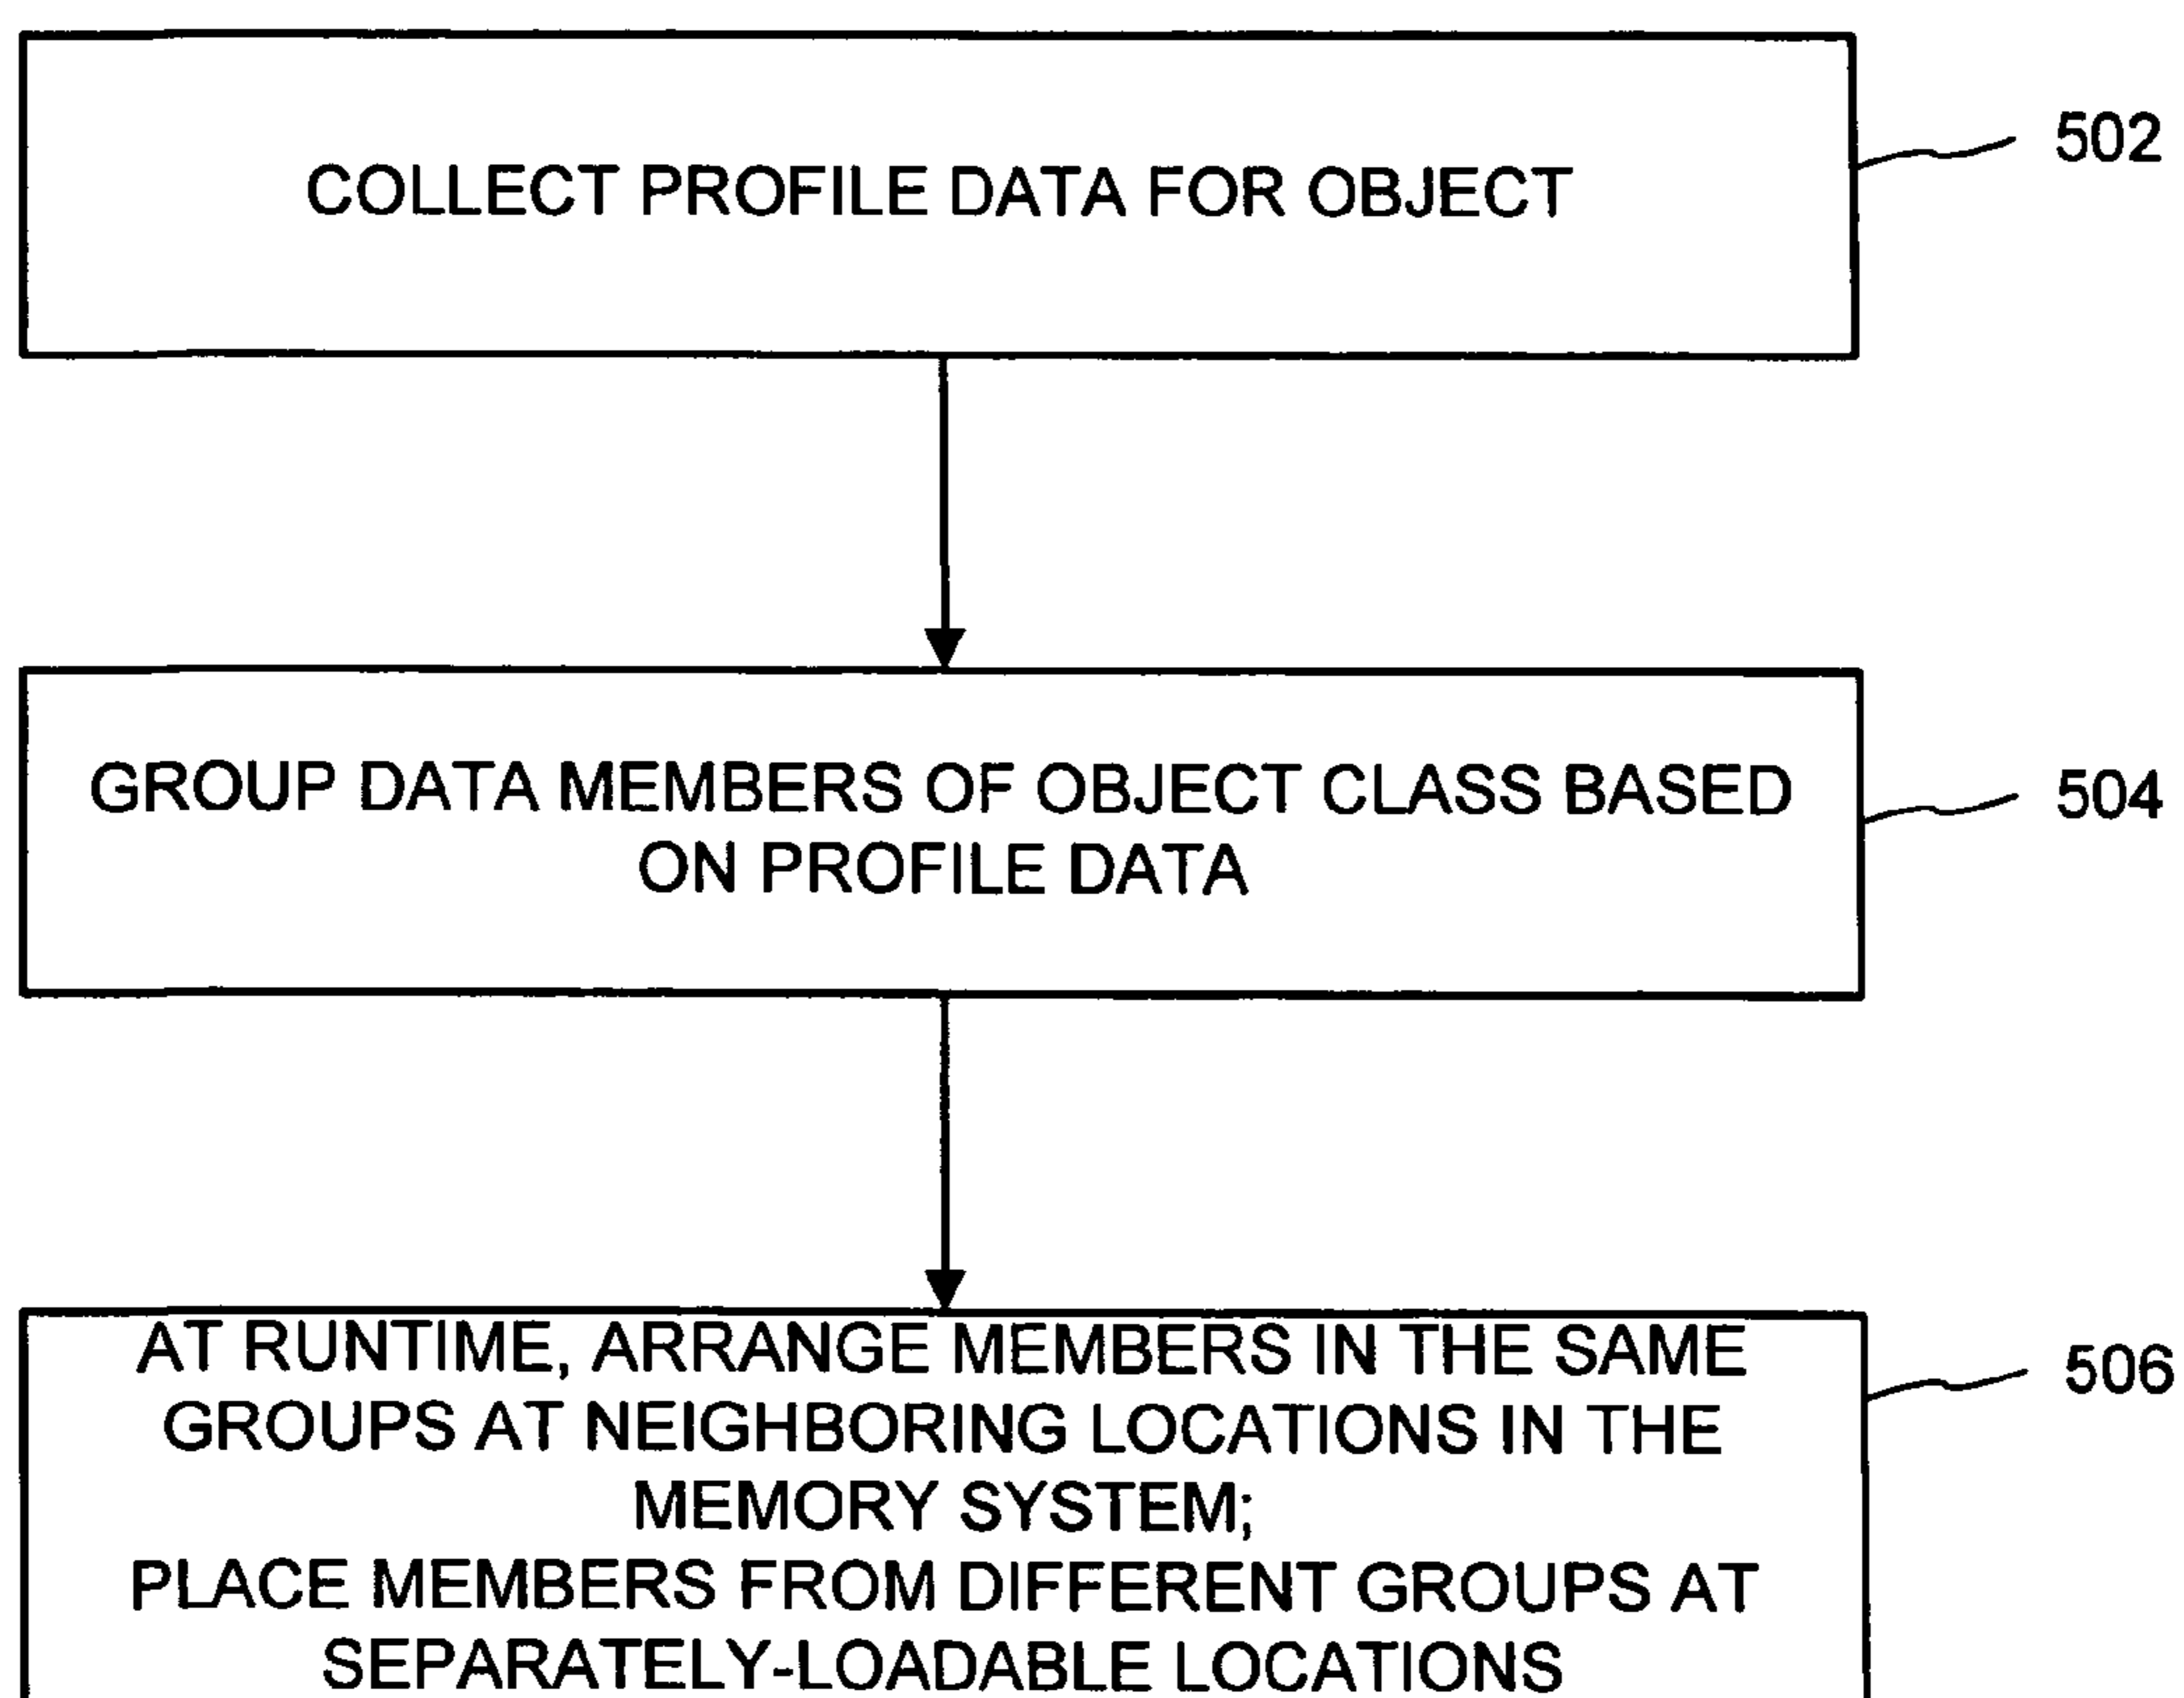 COLLECT PROFILE DATA FOR OBJECT
502
GROUP DATA MEMBERS OF OBJECT CLASS BASED
ON PROFILE DATA
504
AT RUNTIME, ARRANGE MEMBERS IN THE SAME
GROUPS AT NEIGHBORING LOCATIONS IN THE
MEMORY SYSTEM;
PLACE MEMBERS FROM DIFFERENT GROUPS AT
SEPARATELY-LOADABLE LOCATIONS
506